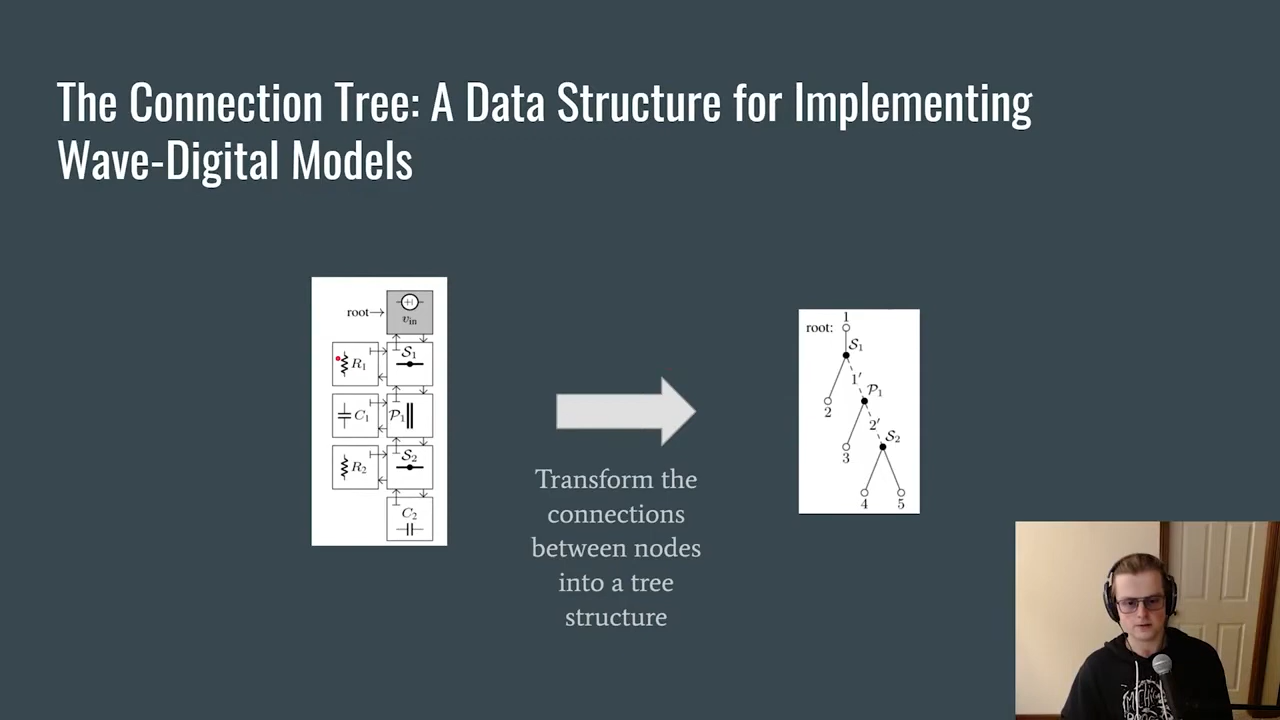 The Connection Tree: A Data Structure for Implementing
Wave-Digital Models
root→
v_in
R_1
S_1
C_1
P_1
R_2
S_2
C_2
Transform the
connections
between nodes
into a tree
structure
1
root:
S_1
1′
P_1
2
2′
S_2
3
4
5